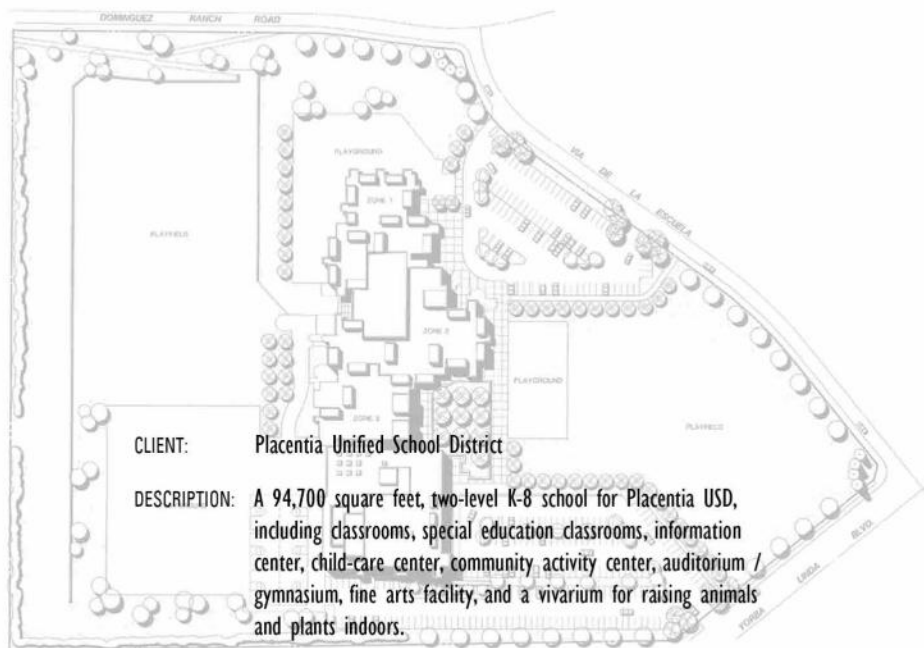 DOMINGUEZ RANCH ROAD
VIA DE LA ESCUELA
PLAYGROUND
ZONE 1
PLAYFIELD
ZONE 2
PLAYGROUND
PLAYFIELD
ZONE 3
CLIENT: Placentia Unified School District
DESCRIPTION: A 94,700 square feet, two-level K-8 school for Placentia USD,
including classrooms, special education classrooms, information
center, child-care center, community activity center, auditorium /
gymnasium, fine arts facility, and a vivarium for raising animals
and plants indoors.
YORBA LINDA BLVD.